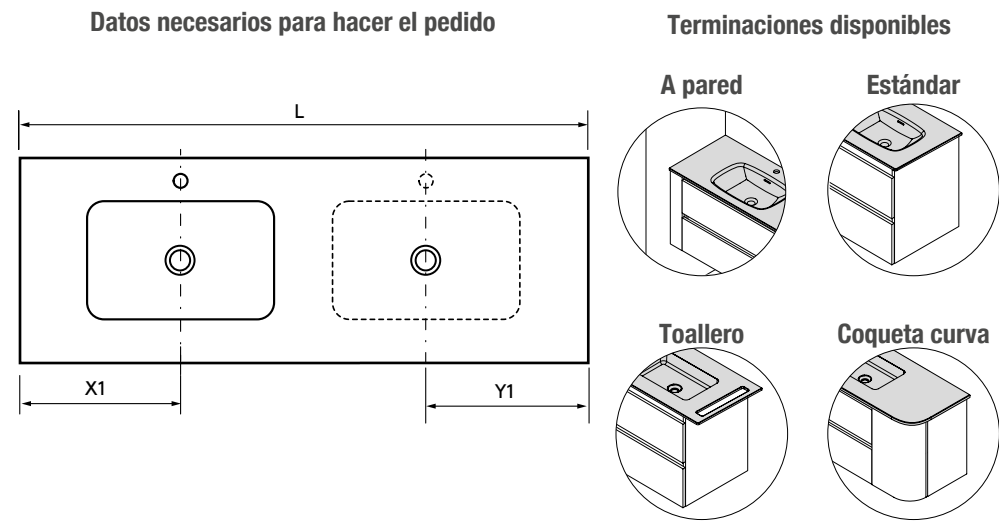 Datos necesarios para hacer el pedido
L
X1
Y1
Terminaciones disponibles
A pared
Estándar
Toallero
Coqueta curva